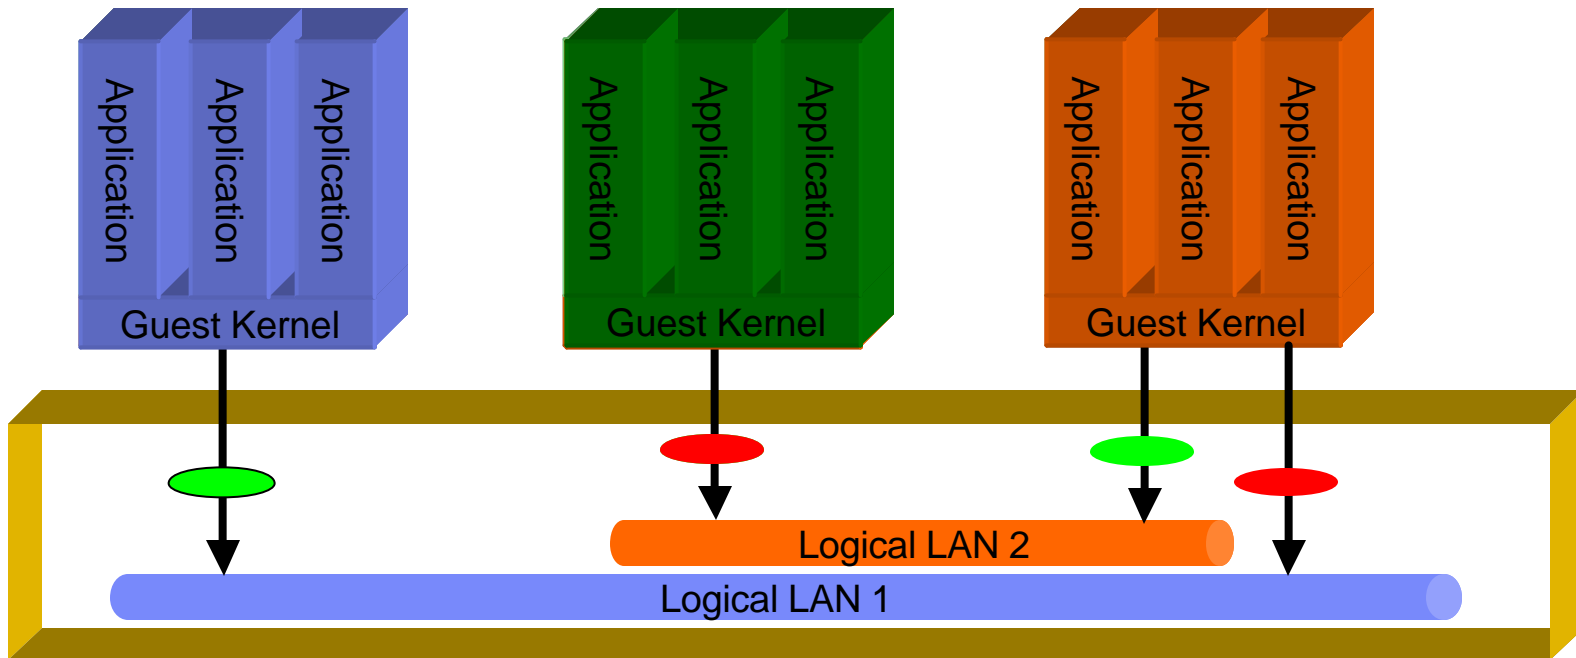 Application
Application
Application
Guest Kernel
Application
Application
Application
Guest Kernel
Application
Application
Application
Guest Kernel
Logical LAN 2
Logical LAN 1